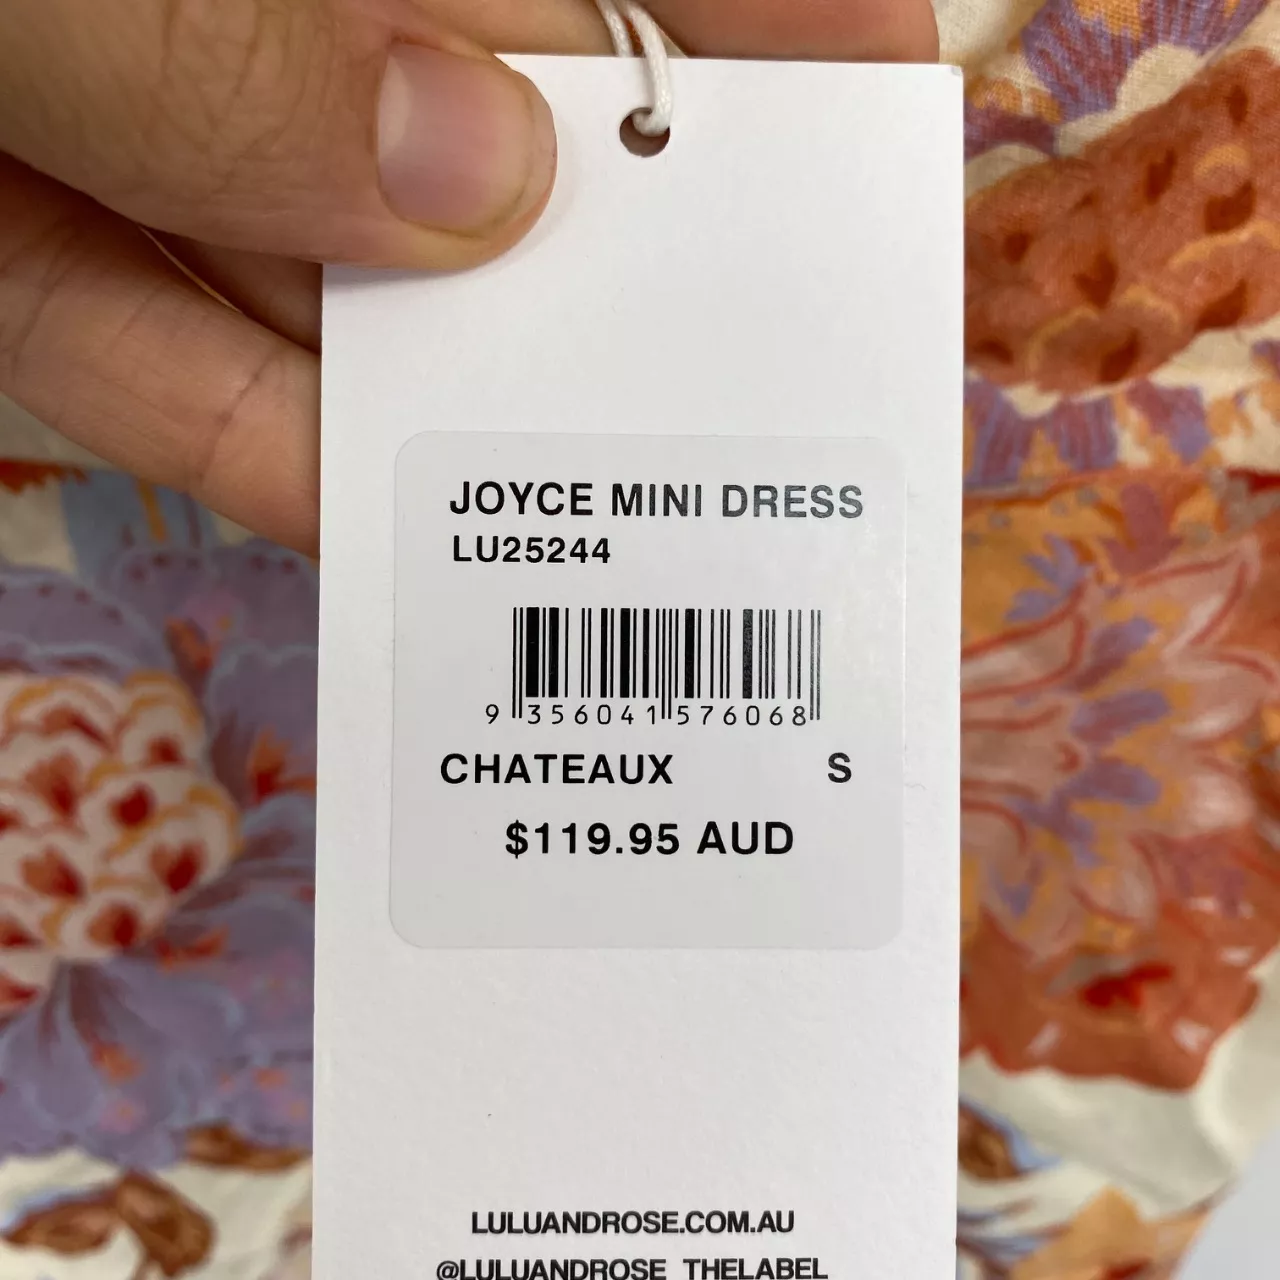 JOYCE MINI DRESS
LU25244
9 356041 576068
CHATEAUX S
$119.95 AUD
LULUANDROSE.COM.AU
@LULUANDROSE_THELABEL